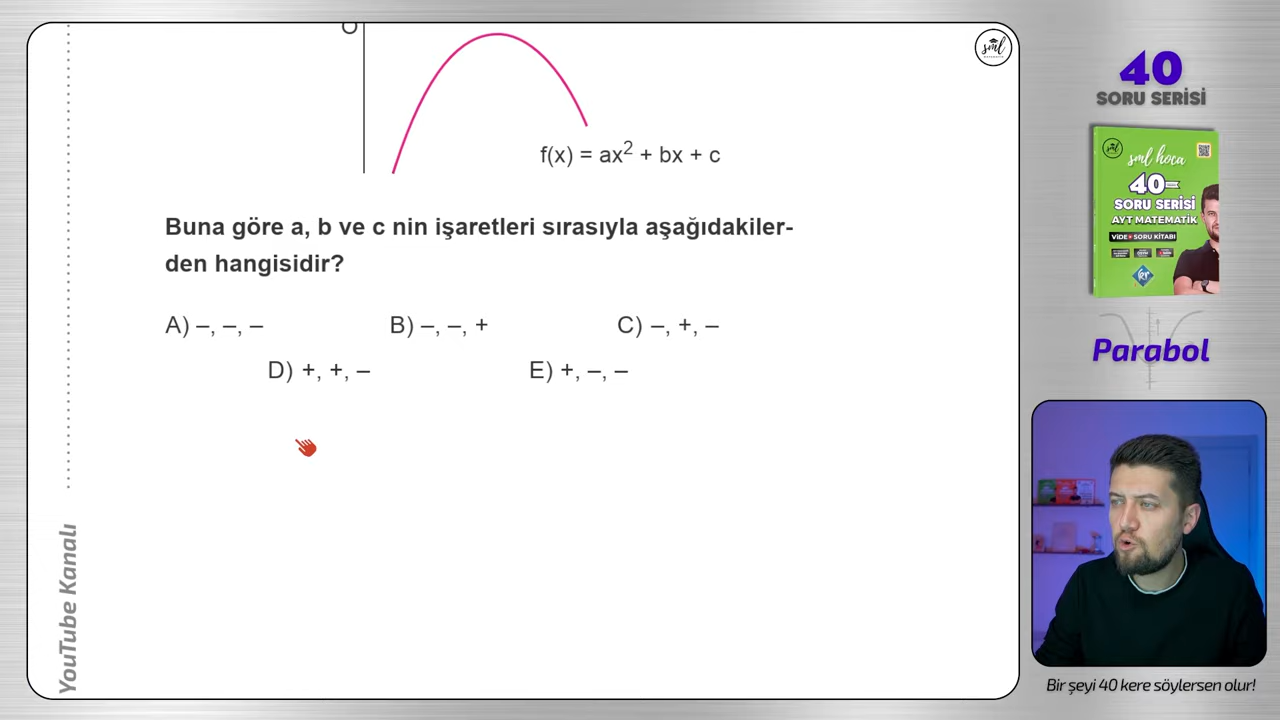 O
sml
f(x) = ax² + bx + c
Buna göre a, b ve c nin işaretleri sırasıyla aşağıdakiler-
den hangisidir?
A) –, –, –
B) –, –, +
C) –, +, –
D) +, +, –
E) +, –, –
YouTube Kanalı
40
SORU SERİSİ
sml hoca
40
SORU SERİSİ
AYT MATEMATİK
VİDEO SORU KİTABI
Parabol
Bir şeyi 40 kere söylersen olur!